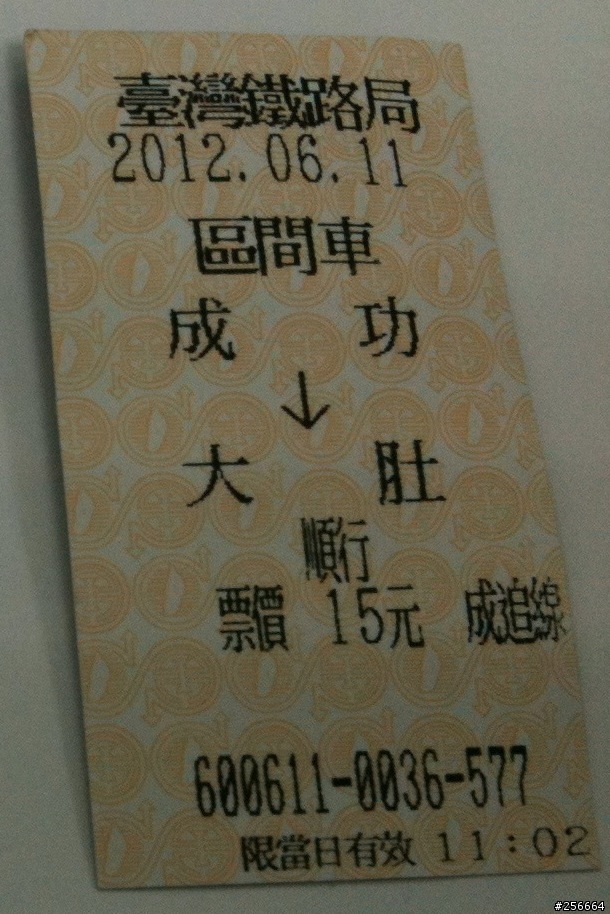 臺灣鐵路局
2012.06.11
區間車
成功
↓
大肚
順行
票價 15元 成追線
600611-0036-577
限當日有效 11:02
#256664